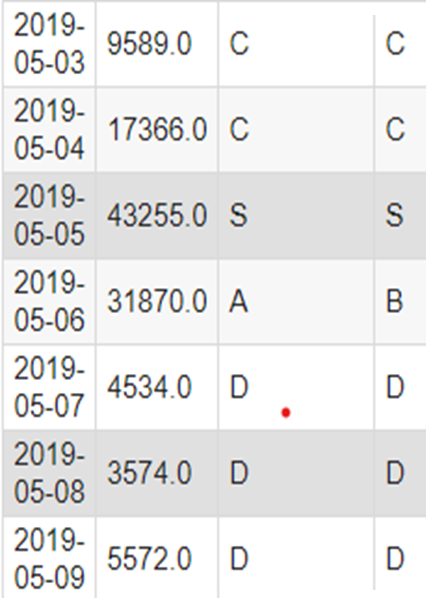 2019-
05-03 9589.0 C C
2019-
05-04 17366.0 C C
2019-
05-05 43255.0 S S
2019-
05-06 31870.0 A B
2019-
05-07 4534.0 D D
2019-
05-08 3574.0 D D
2019-
05-09 5572.0 D D